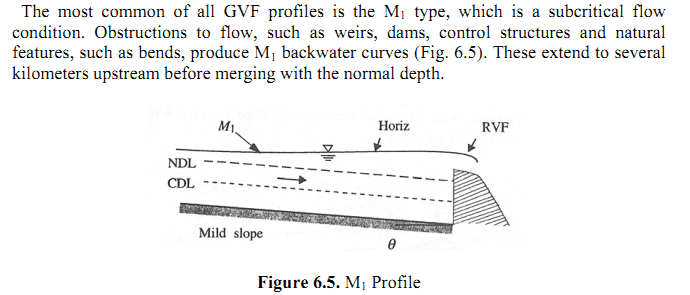 The most common of all GVF profiles is the M₁ type, which is a subcritical flow
condition. Obstructions to flow, such as weirs, dams, control structures and natural
features, such as bends, produce M₁ backwater curves (Fig. 6.5). These extend to several
kilometers upstream before merging with the normal depth.
M₁
Horiz
RVF
NDL
CDL
Mild slope
θ
Figure 6.5. M₁ Profile